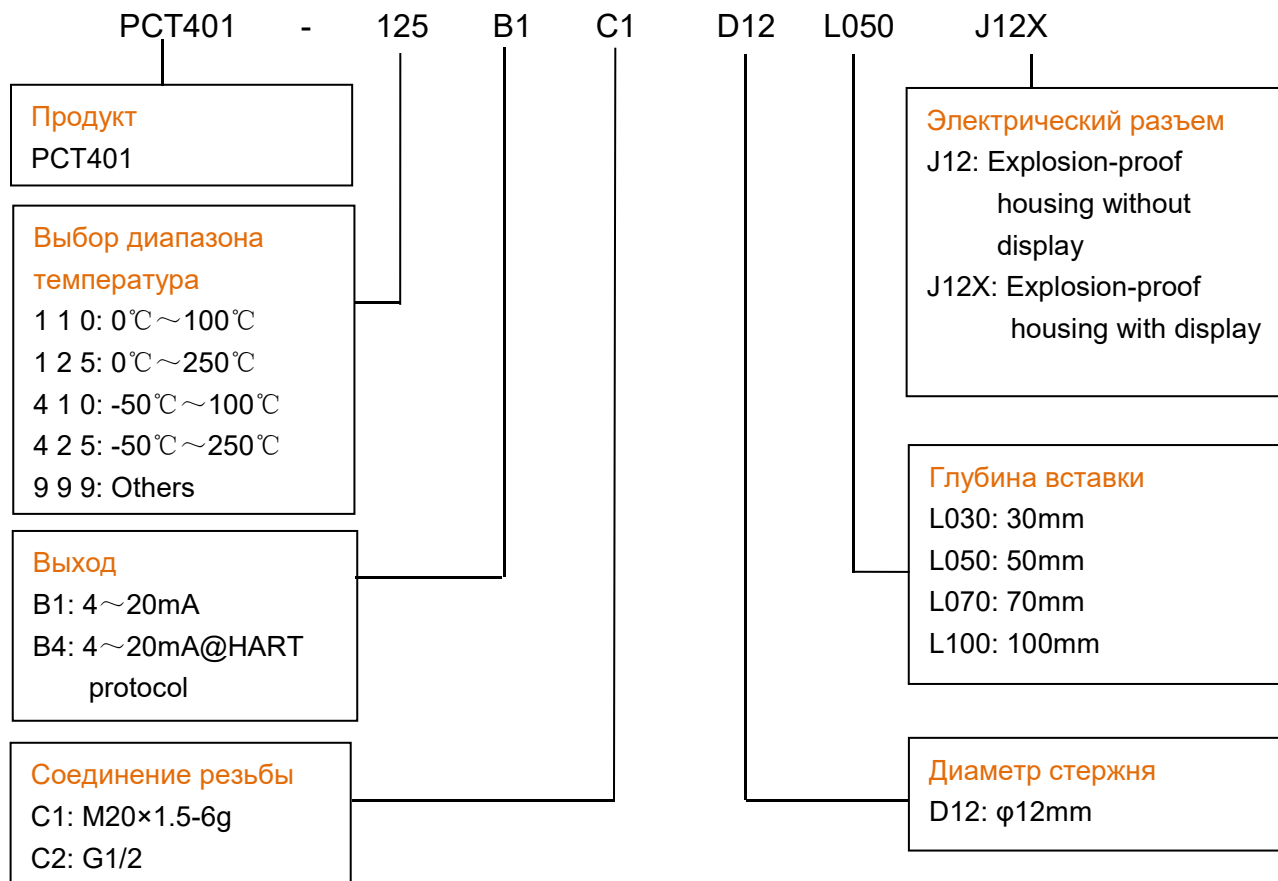 PCT401 - 125 B1 C1 D12 L050 J12X
Продукт
PCT401
Выбор диапазона
температура
1 1 0: 0℃～100℃
1 2 5: 0℃～250℃
4 1 0: -50℃～100℃
4 2 5: -50℃～250℃
9 9 9: Others
Выход
B1: 4～20mA
B4: 4～20mA@HART
protocol
Соединение резьбы
C1: M20×1.5-6g
C2: G1/2
Электрический разъем
J12: Explosion-proof
housing without
display
J12X: Explosion-proof
housing with display
Глубина вставки
L030: 30mm
L050: 50mm
L070: 70mm
L100: 100mm
Диаметр стержня
D12: φ12mm